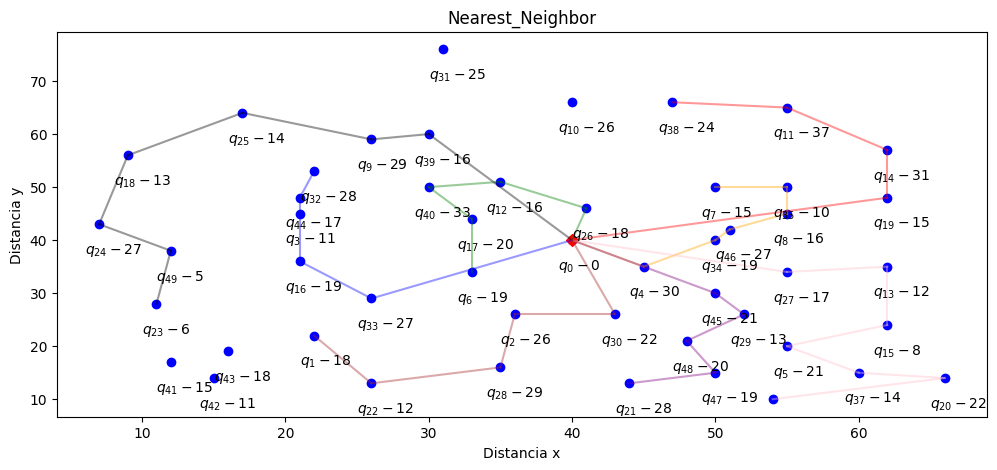 Nearest_Neighbor
Distancia y
70
60
50
40
30
20
10
q31 − 25
q10 − 26
q38 − 24
q11 − 37
q25 − 14
q9 − 29
q39 − 16
q14 − 31
q18 − 13
q32 − 28
q40 − 33
q12 − 16
q7 − 15
q10
q44 − 17
q19 − 15
q3 − 11
q26 − 18
q8 − 16
q24 − 27
q17 − 20
q46 − 27
q49 − 5
q0 − 0
q34 − 19
q16 − 19
q4 − 30
q27 − 17
q13 − 12
q6 − 19
q23 − 6
q33 − 27
q45 − 21
q1 − 18
q2 − 26
q30 − 22
q29 − 13
q15 − 8
q43 − 18
q48 − 20
q5 − 21
q41 − 15
q42 − 11
q22 − 12
q28 − 29
q21 − 28
q47 − 19
q37 − 14
q20 − 22
10 20 30 40 50 60
Distancia x